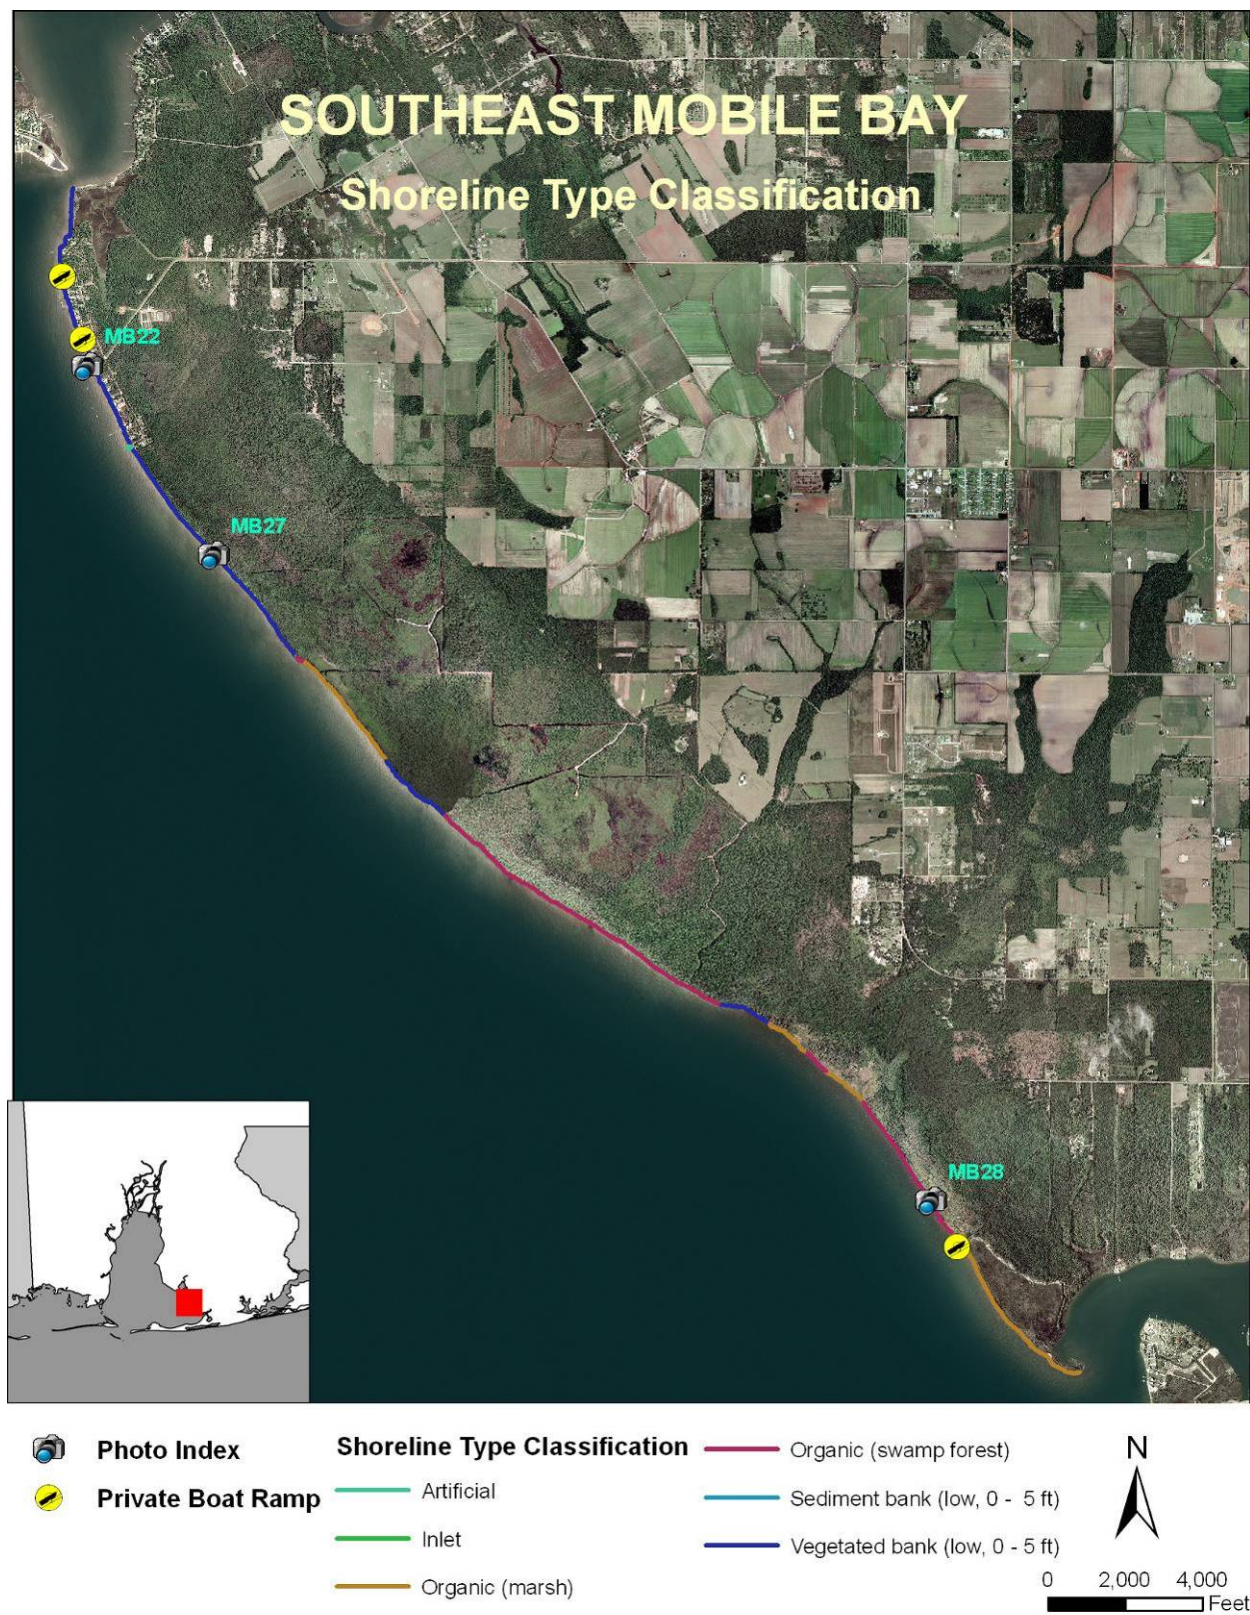 SOUTHEAST MOBILE BAY
Shoreline Type Classification
MB22
MB27
MB28
Photo Index
Private Boat Ramp
Shoreline Type Classification
Artificial
Inlet
Organic (marsh)
Organic (swamp forest)
Sediment bank (low, 0 - 5 ft)
Vegetated bank (low, 0 - 5 ft)
N
0 2,000 4,000
Feet